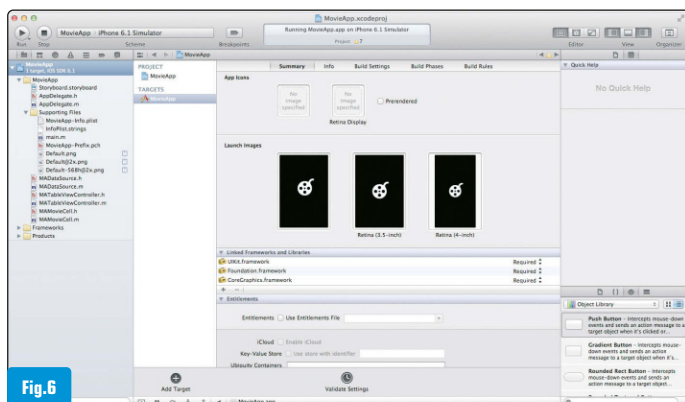 MovieApp.xcodeproj
MovieApp
iPhone 6.1 Simulator
Running MovieApp.app on iPhone 6.1 Simulator
Project 7
Run
Stop
Scheme
Breakpoints
Editor
View
Organizer
MovieApp
1 target, iOS SDK 6.1
MovieApp
Storyboard.storyboard
AppDelegate.h
AppDelegate.m
Supporting Files
MovieApp-Info.plist
InfoPlist.strings
main.m
MovieApp-Prefix.pch
Default.png
Default@2x.png
Default-568h@2x.png
MADataSource.h
MADataSource.m
MATableViewController.h
MATableViewController.m
MAMovieCell.h
MAMovieCell.m
Frameworks
Products
MovieApp
PROJECT
MovieApp
TARGETS
MovieApp
Summary
Info
Build Settings
Build Phases
Build Rules
App Icons
No image specified
No image specified
Prerendered
Retina Display
Launch Images
Retina (3.5-inch)
Retina (4-inch)
Linked Frameworks and Libraries
UIKit.framework
Required
Foundation.framework
Required
CoreGraphics.framework
Required
Entitlements
Entitlements
Use Entitlements File
iCloud
Enable iCloud
Key-Value Store
Use store with identifier
Ubiquity Containers
Add Target
Validate Settings
MovieApp.app
Quick Help
No Quick Help
Object Library
Push Button – Intercepts mouse-down
events and sends an action message to a
target object when it's clicked or...
Gradient Button – Intercepts mouse-
down events and sends an action
message to a target object when...
Rounded Rect Button – Intercepts
mouse-down events and sends an
action message to a target object...
Fig.6